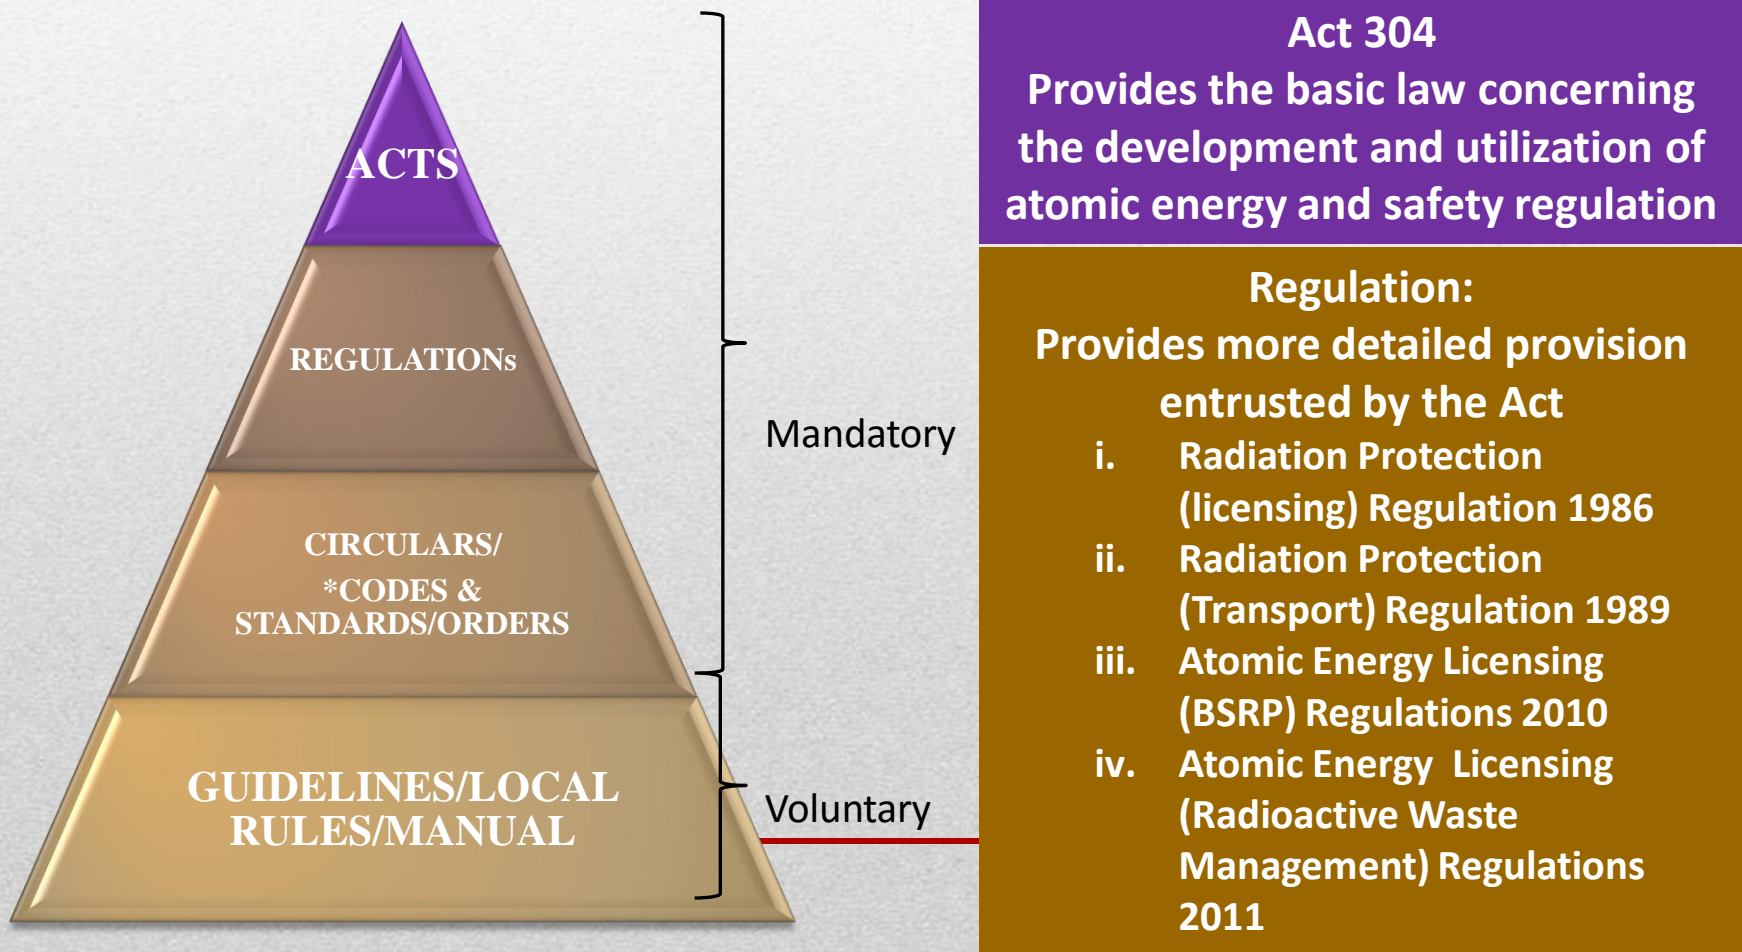 ACTS
REGULATIONs
CIRCULARS/
*CODES &
STANDARDS/ORDERS
GUIDELINES/LOCAL
RULES/MANUAL
Mandatory
Voluntary
Act 304
Provides the basic law concerning
the development and utilization of
atomic energy and safety regulation
Regulation:
Provides more detailed provision
entrusted by the Act
i. Radiation Protection
(licensing) Regulation 1986
ii. Radiation Protection
(Transport) Regulation 1989
iii. Atomic Energy Licensing
(BSRP) Regulations 2010
iv. Atomic Energy Licensing
(Radioactive Waste
Management) Regulations
2011